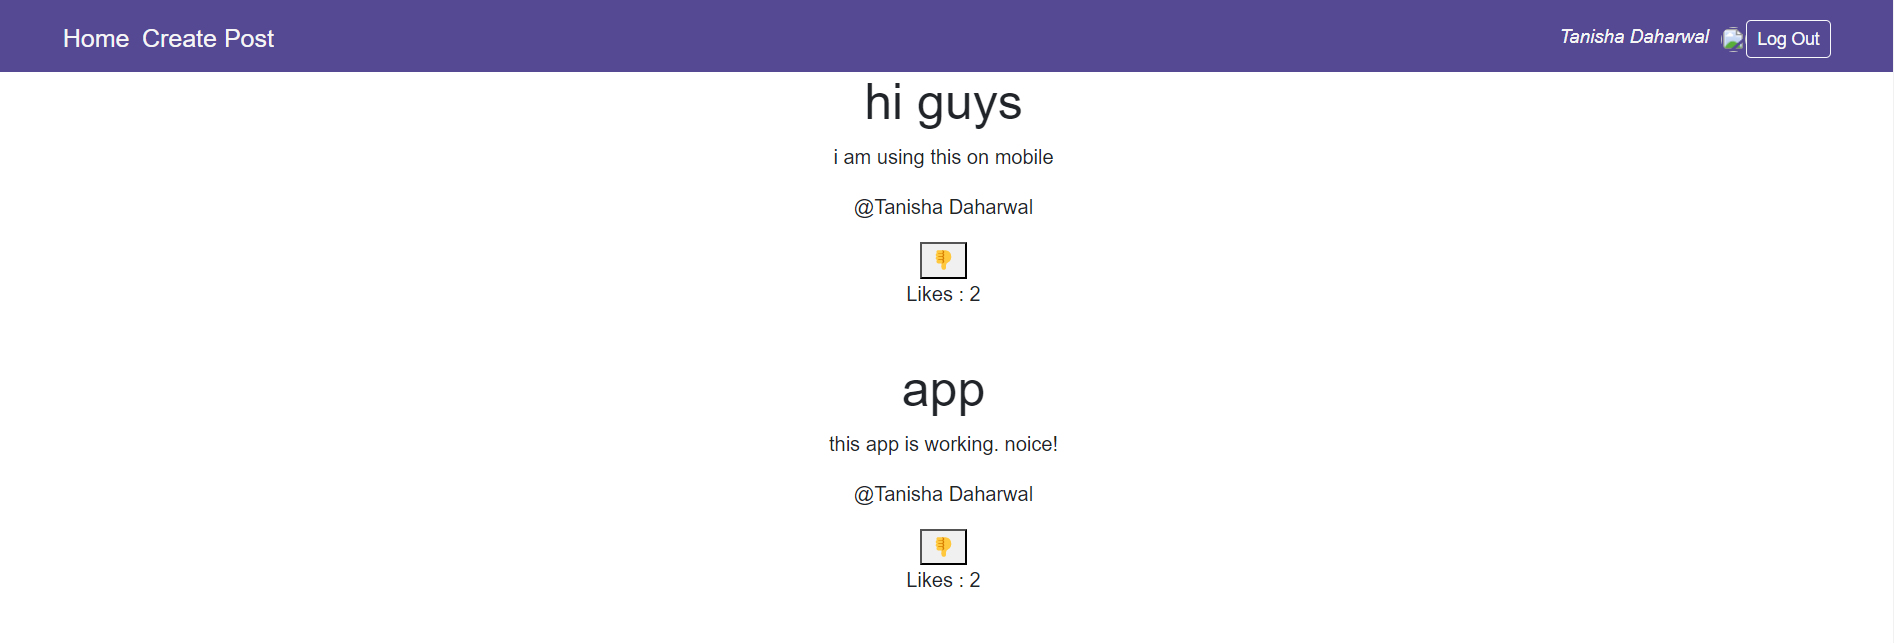 Home Create Post Tanisha Daharwal Log Out
hi guys
i am using this on mobile
@Tanisha Daharwal
👎
Likes : 2
app
this app is working. noice!
@Tanisha Daharwal
👎
Likes : 2